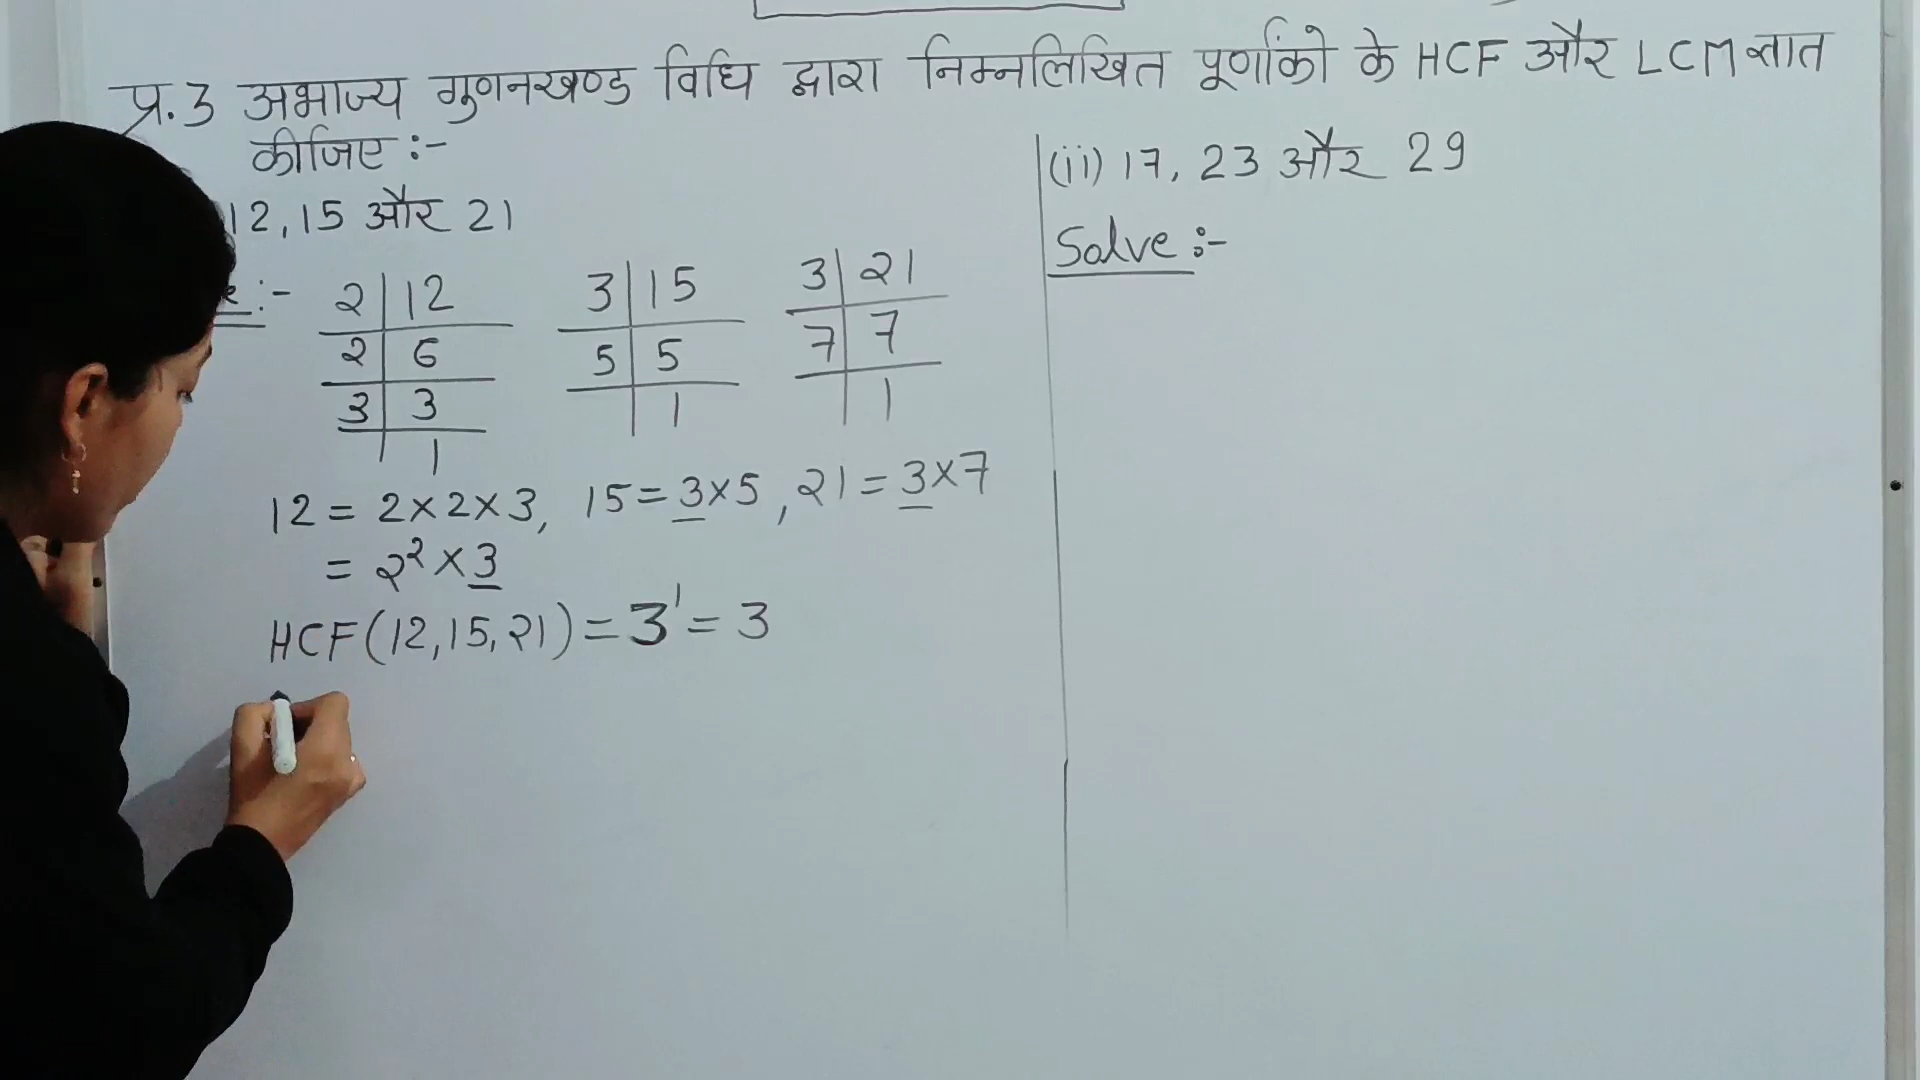 प्र.3 अभाज्य गुणनखण्ड विधि द्वारा निम्नलिखित पूर्णांको के HCF और LCM ज्ञात
कीजिए :-
12, 15 और 21
:-
2 | 12
2 | 6
3 | 3
1
3 | 15
5 | 5
1
3 | 21
7 | 7
1
12 = 2×2×3, 15 = 3×5, 21 = 3×7
= 2² × 3
HCF(12,15,21) = 3¹ = 3
(ii) 17, 23 और 29
Solve :-